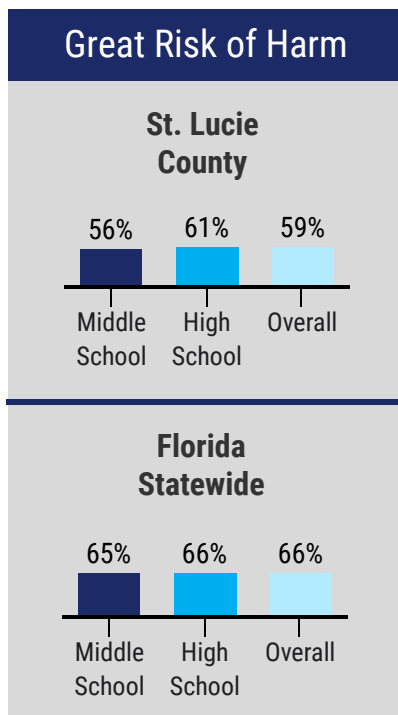 Great Risk of Harm
St. Lucie
County
56% 61% 59%
Middle High Overall
School School
Florida
Statewide
65% 66% 66%
Middle High Overall
School School